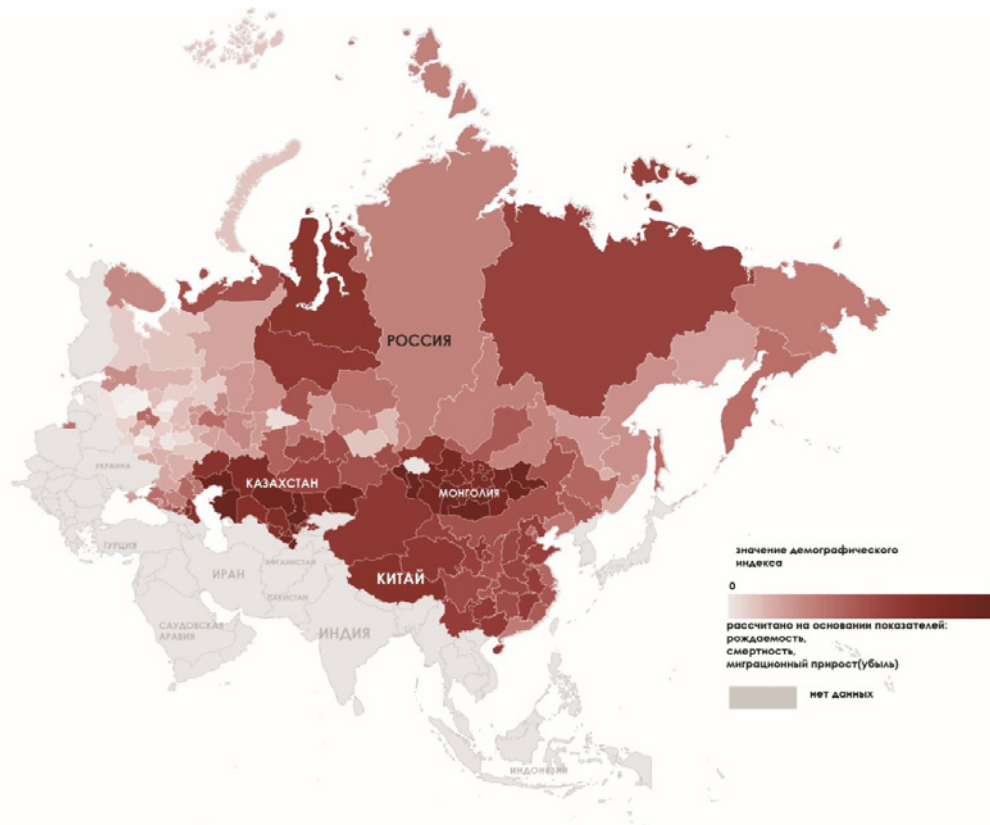 РОССИЯ
УКРАИНА
КАЗАХСТАН
МОНГОЛИЯ
ТУРЦИЯ
АФГАНИСТАН
ИРАН
КИТАЙ
ПАКИСТАН
САУДОВСКАЯ
АРАВИЯ
ИНДИЯ
ИНДОНЕЗИЯ
значение демографического
индекса
0
рассчитано на основании показателей:
рождаемость,
смертность,
миграционный прирост(убыль)
нет данных